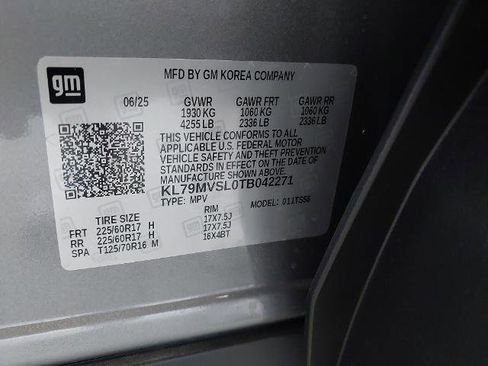 gm
MFD BY GM KOREA COMPANY
06/25 GVWR GAWR FRT GAWR RR
1930 KG 1060 KG 1060 KG
4255 LB 2336 LB 2336 LB
THIS VEHICLE CONFORMS TO ALL
APPLICABLE U.S. FEDERAL MOTOR
VEHICLE SAFETY AND THEFT PREVENTION
STANDARDS IN EFFECT ON THE DATE OF
MANUFACTURE SHOWN ABOVE.
KL79MVSL0TB042271
TYPE: MPV MODEL: 011TS56
TIRE SIZE RIM
FRT 225/60R17 H 17X7.5J
RR 225/60R17 H 17X7.5J
SPA T125/70R16 M 16X4BT